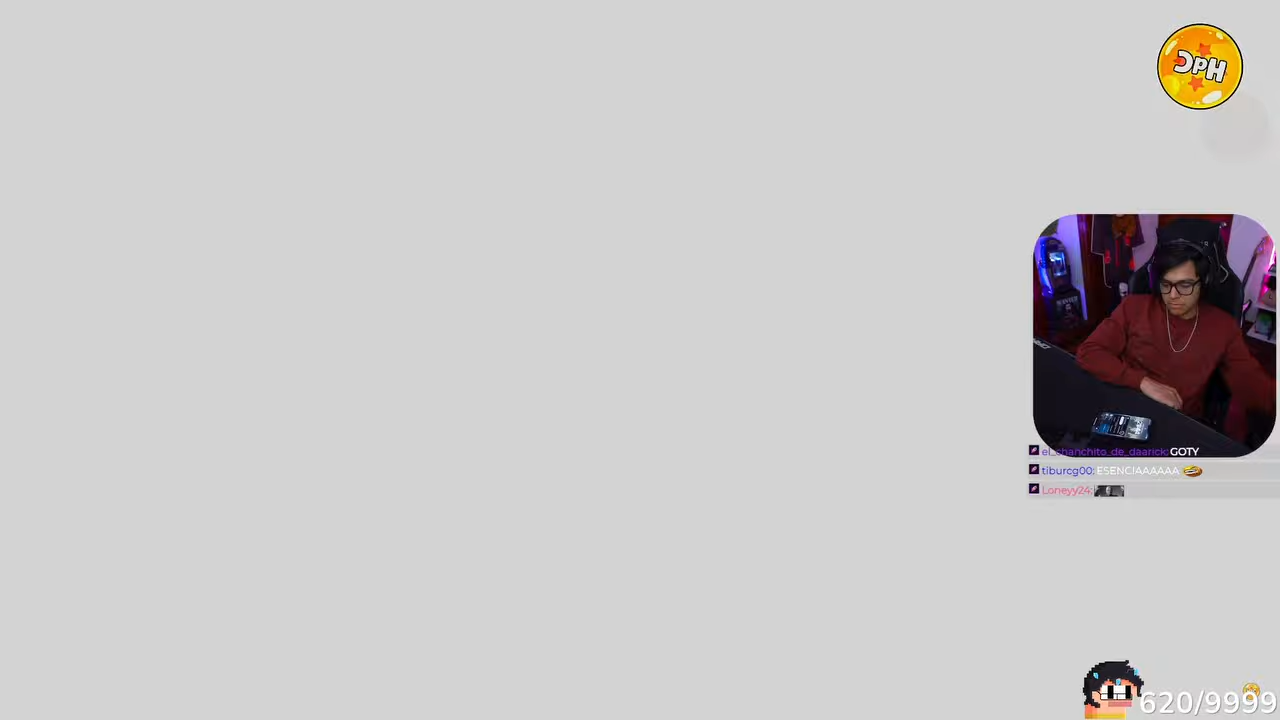 DPH
el_chanchito_de_daarick: GOTY
tiburcg00: ESENCIAAAAAA
Loneyy24:
620/9999